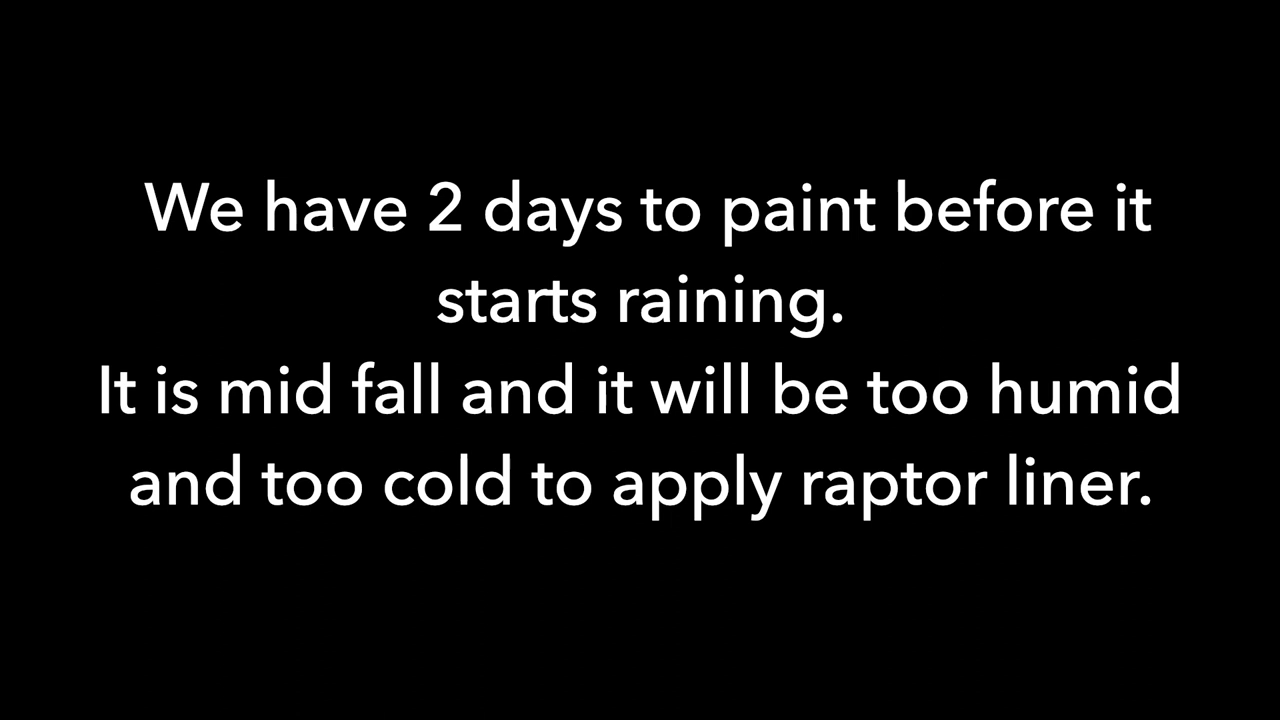 We have 2 days to paint before it
starts raining.
It is mid fall and it will be too humid
and too cold to apply raptor liner.